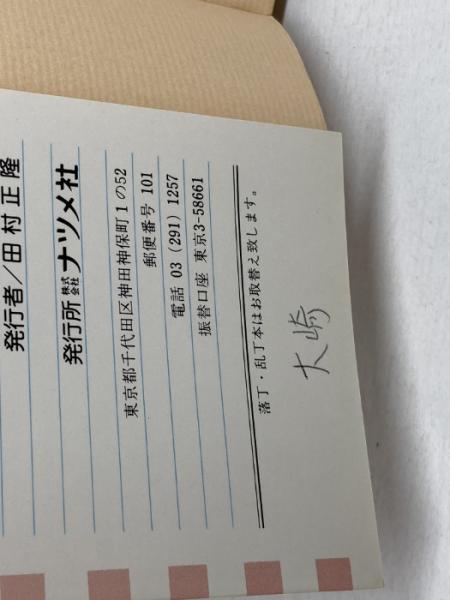 発行者/田村正隆
発行所 株式会社 ナツメ社
東京都千代田区神田神保町1の52
郵便番号 101
電話 03 (291) 1257
振替口座 東京3-58661
落丁・乱丁本はお取替え致します。
大崎